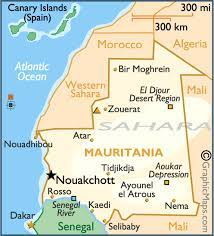 Canary Islands
(Spain)
300 mi
300 km
Morocco
Algeria
Atlantic
Ocean
Bir Moghrein
Western
Sahara
El Djouf
Desert Region
Zouerat
SAHARA
Nouadhibou
Atar
MAURITANIA
Tidjikdja
Aoukar
Depression
Nouakchott
Ayounel
el Atrous
Rosso
Nema
Senegal
River
Kaedi
Dakar
Selibaby
Mali
Senegal
Mali
©GraphicMaps.com